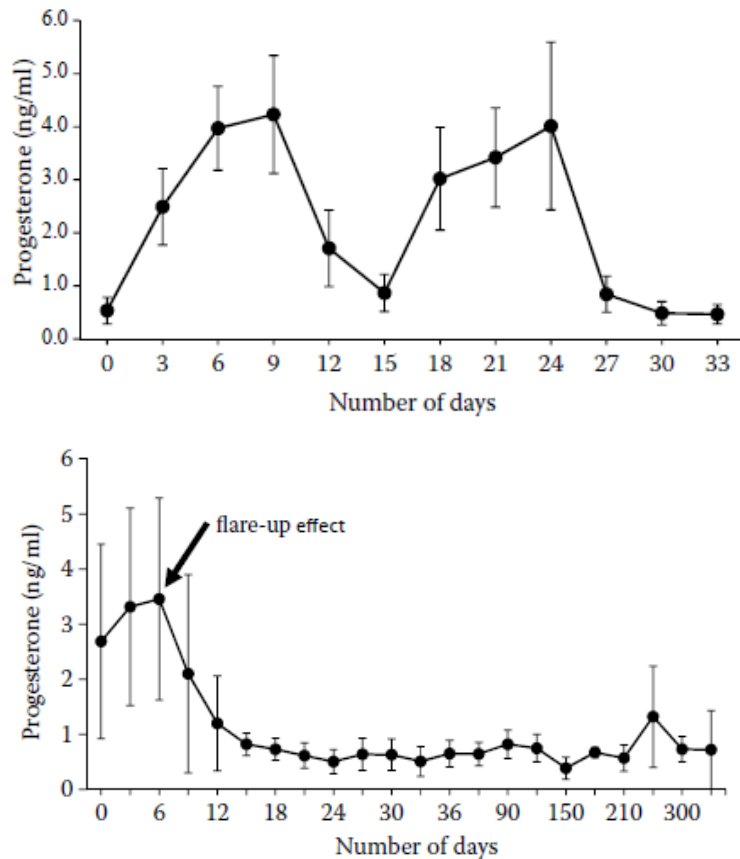 6.0
5.0
4.0
3.0
2.0
1.0
0.0
Progesterone (ng/ml)
0 3 6 9 12 15 18 21 24 27 30 33
Number of days
6
5
4
3
2
1
0
Progesterone (ng/ml)
flare-up effect
0 6 12 18 24 30 36 90 150 210 300
Number of days